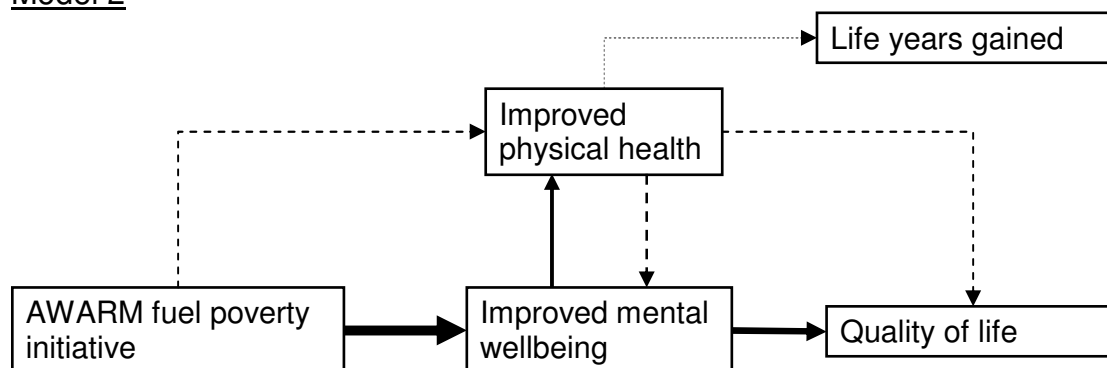 Model 2
Life years gained
Improved
physical health
AWARM fuel poverty
initiative
Improved mental
wellbeing
Quality of life